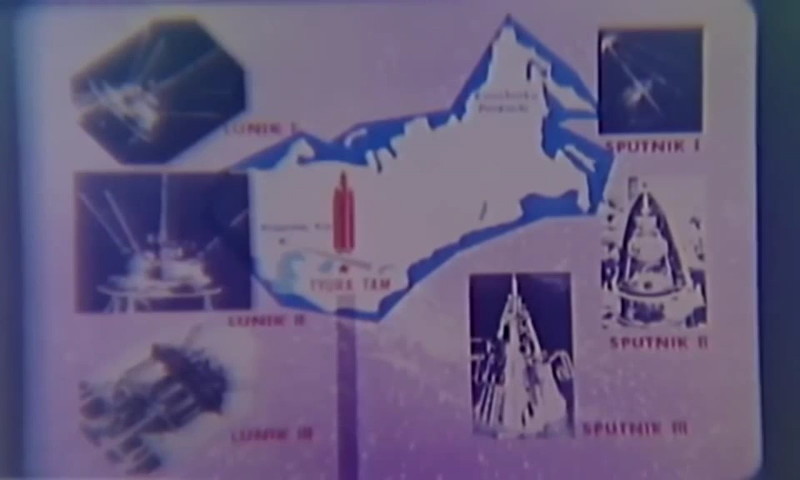 LUNIK I
SPUTNIK I
TYURA TAM
LUNIK II
SPUTNIK II
LUNIK III
SPUTNIK III